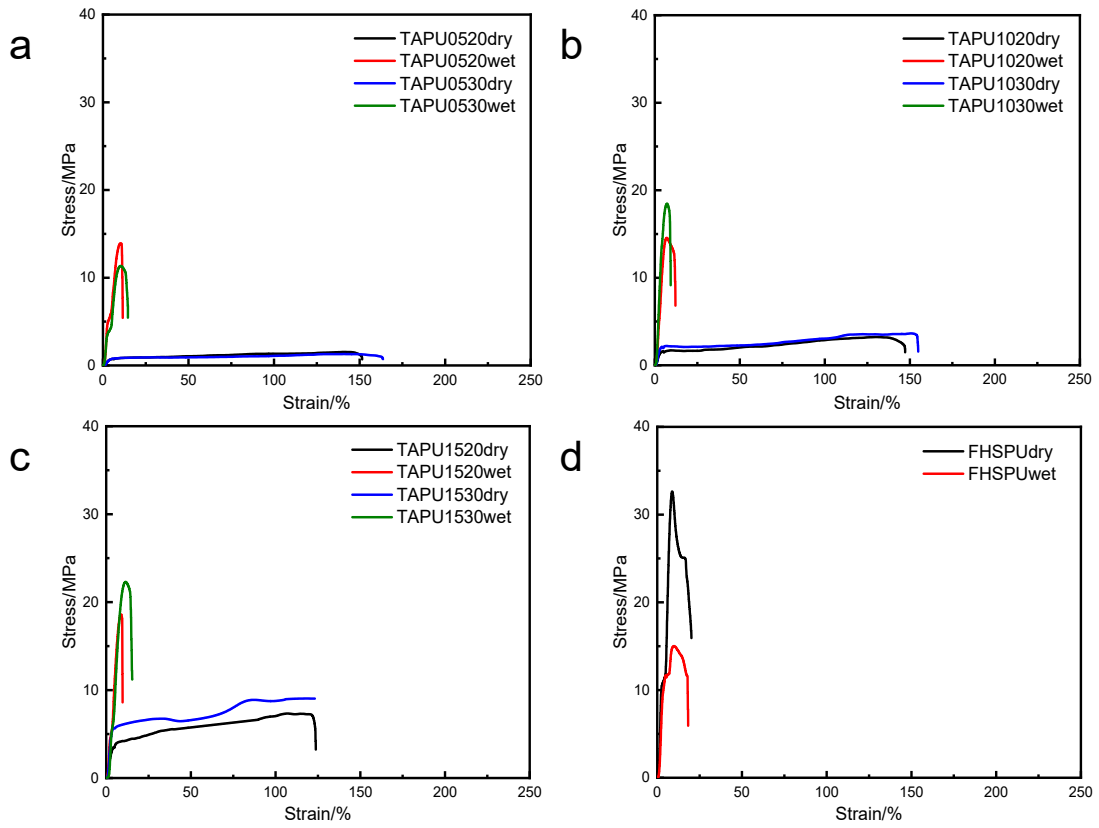 a
TAPU0520dry
TAPU0520wet
TAPU0530dry
TAPU0530wet
40
30
20
10
0
Stress/MPa
0 50 100 150 200 250
Strain/%
b
TAPU1020dry
TAPU1020wet
TAPU1030dry
TAPU1030wet
40
30
20
10
0
Stress/MPa
0 50 100 150 200 250
Strain/%
c
TAPU1520dry
TAPU1520wet
TAPU1530dry
TAPU1530wet
40
30
20
10
0
Stress/MPa
0 50 100 150 200 250
Strain/%
d
FHSPUdry
FHSPUwet
40
30
20
10
0
Stress/MPa
0 50 100 150 200 250
Strain/%